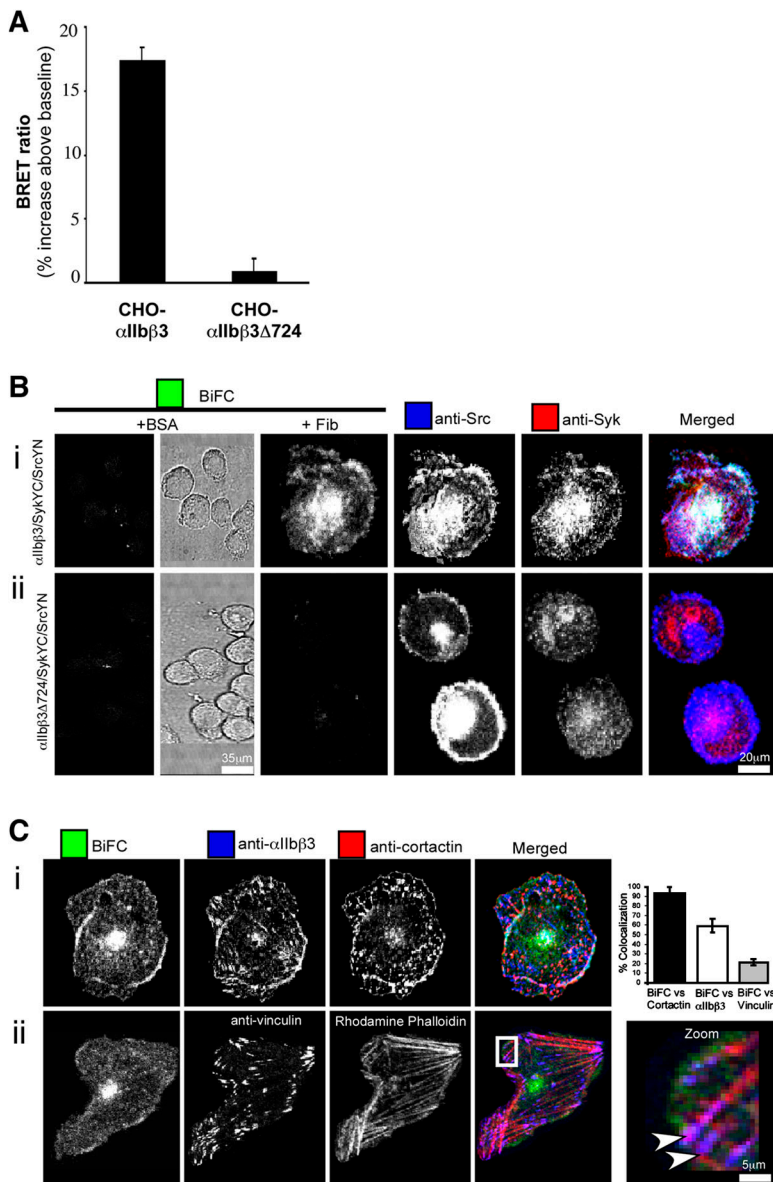 A
20
15
10
5
0
BRET ratio
(% increase above baseline)
CHO-
αIIbβ3
CHO-
αIIbβ3Δ724
B
BiFC
anti-Src
anti-Syk
Merged
+BSA
+ Fib
i
αIIbβ3/SykYC/SrcYN
ii
αIIbβ3Δ724/SykYC/SrcYN
35μm
20μm
C
BiFC
anti-αIIbβ3
anti-cortactin
Merged
i
% Colocalization
100
90
80
70
60
50
40
30
20
10
0
BiFC vs
Cortactin
BiFC vs
αIIbβ3
BiFC vs
Vinculin
ii
anti-vinculin
Rhodamine Phalloidin
Zoom
5μm